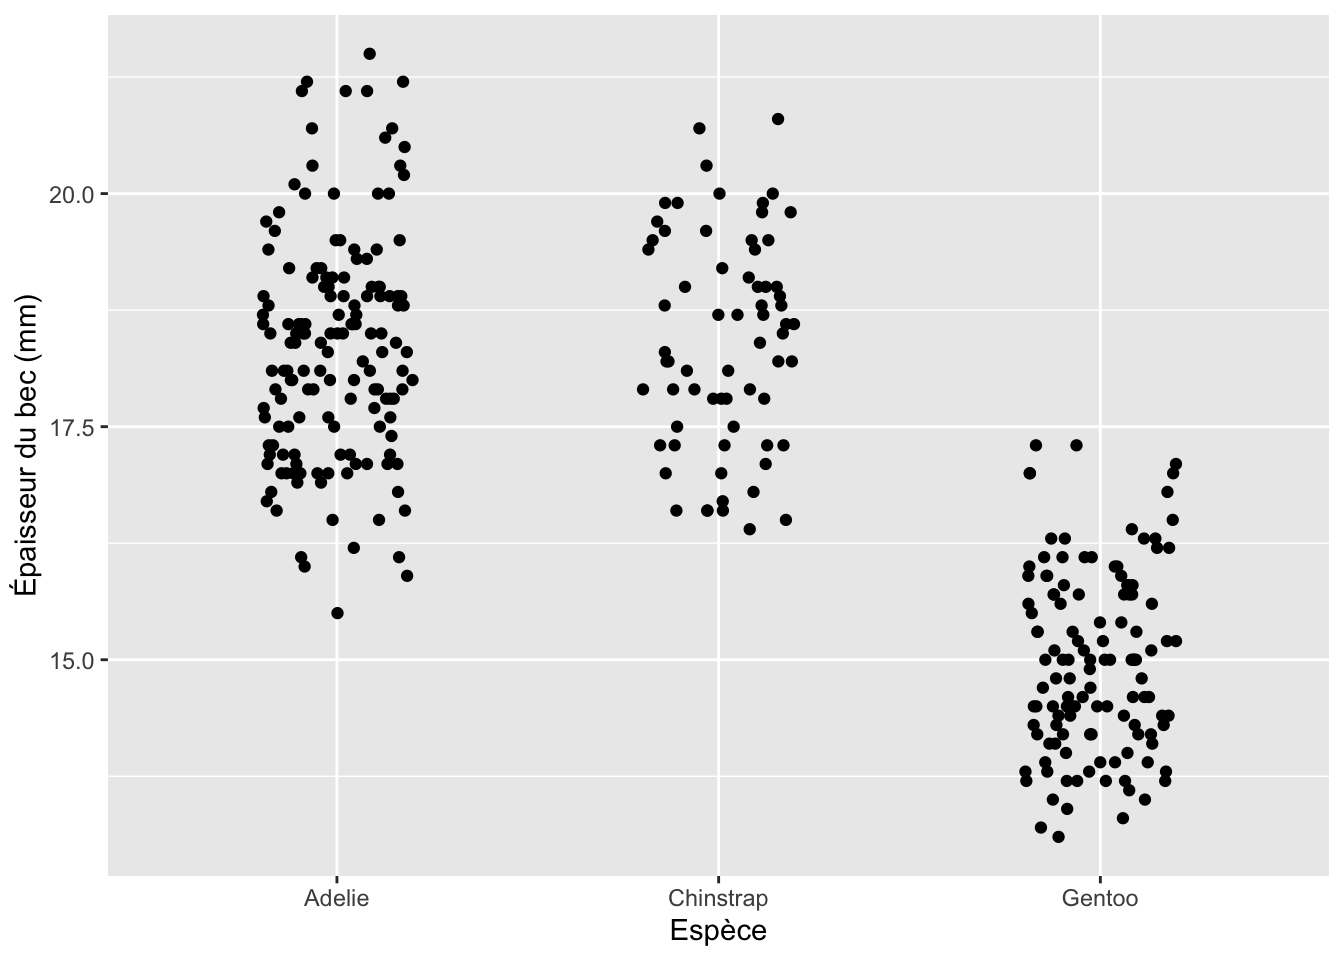 Épaisseur du bec (mm)
20.0
17.5
15.0
Adelie
Chinstrap
Gentoo
Espèce